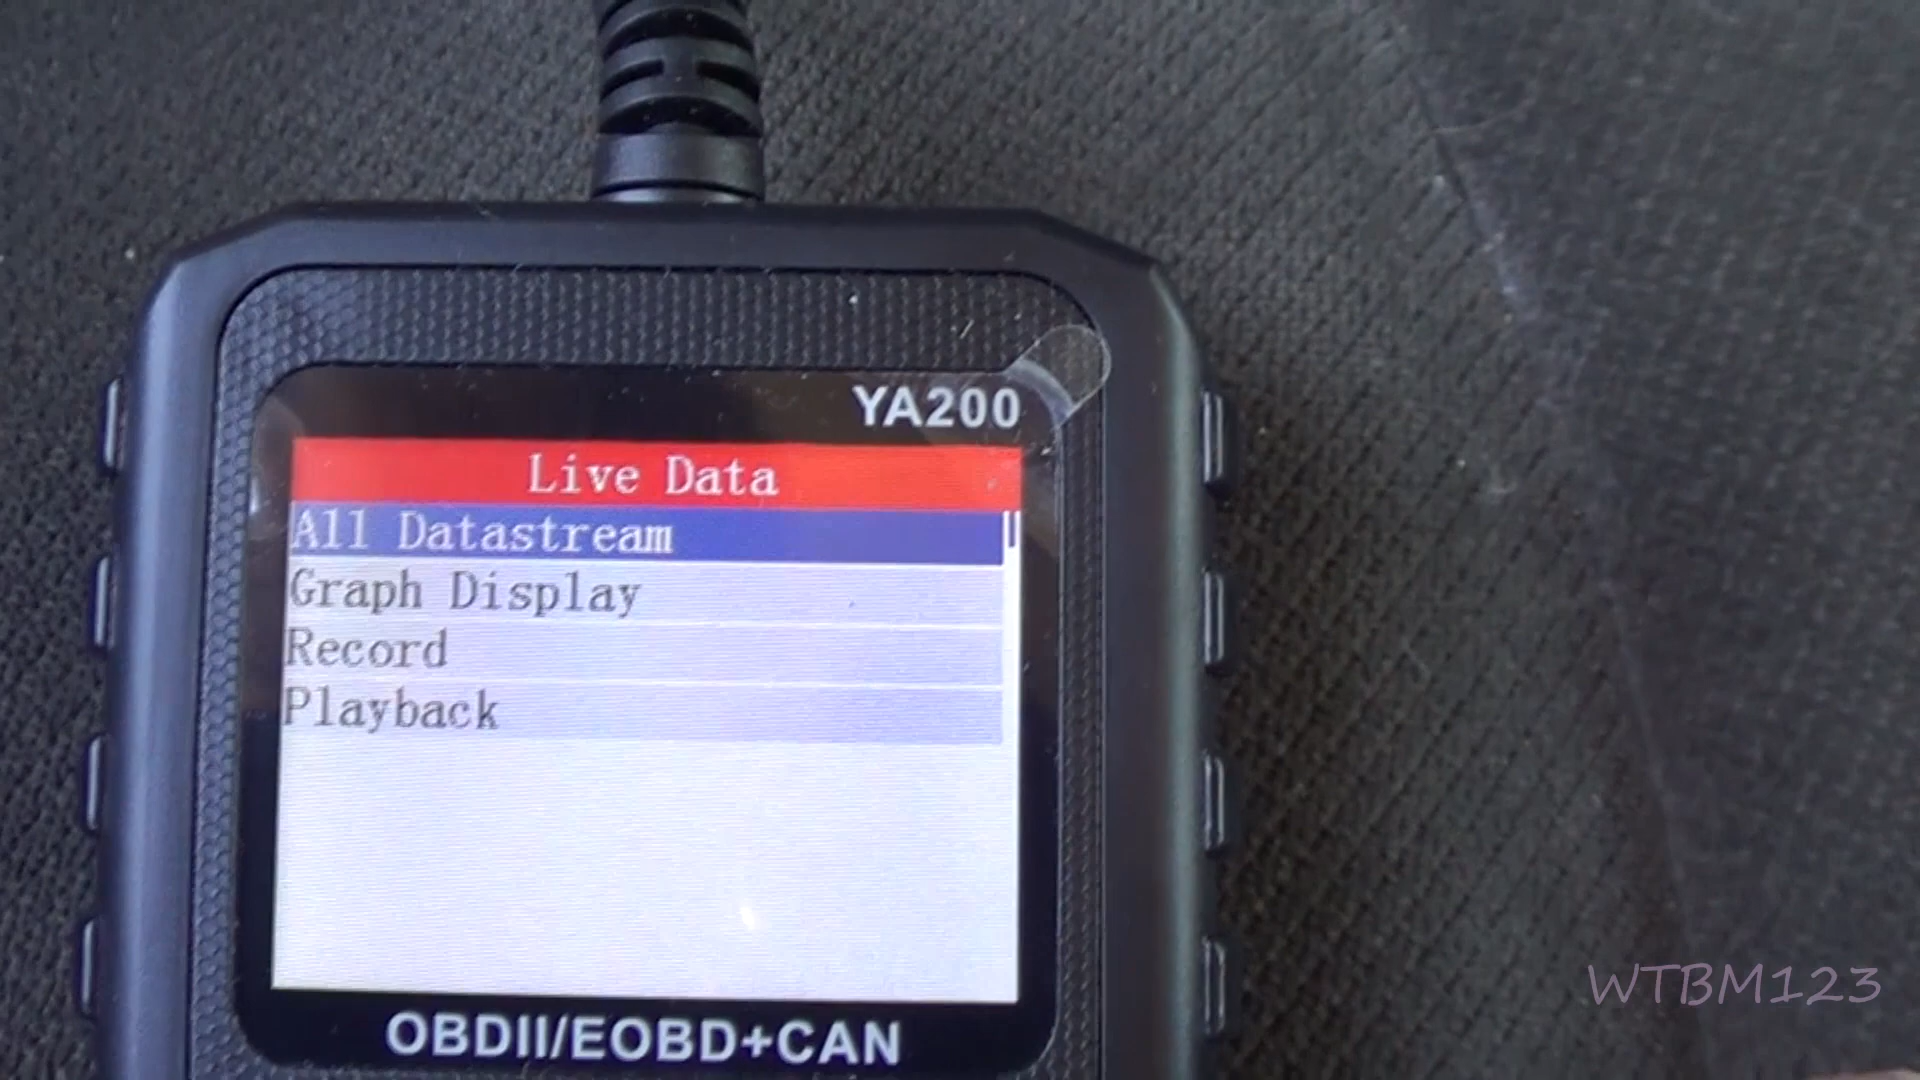 YA200
Live Data
All Datastream
Graph Display
Record
Playback
OBDII/EOBD+CAN
WTBM123